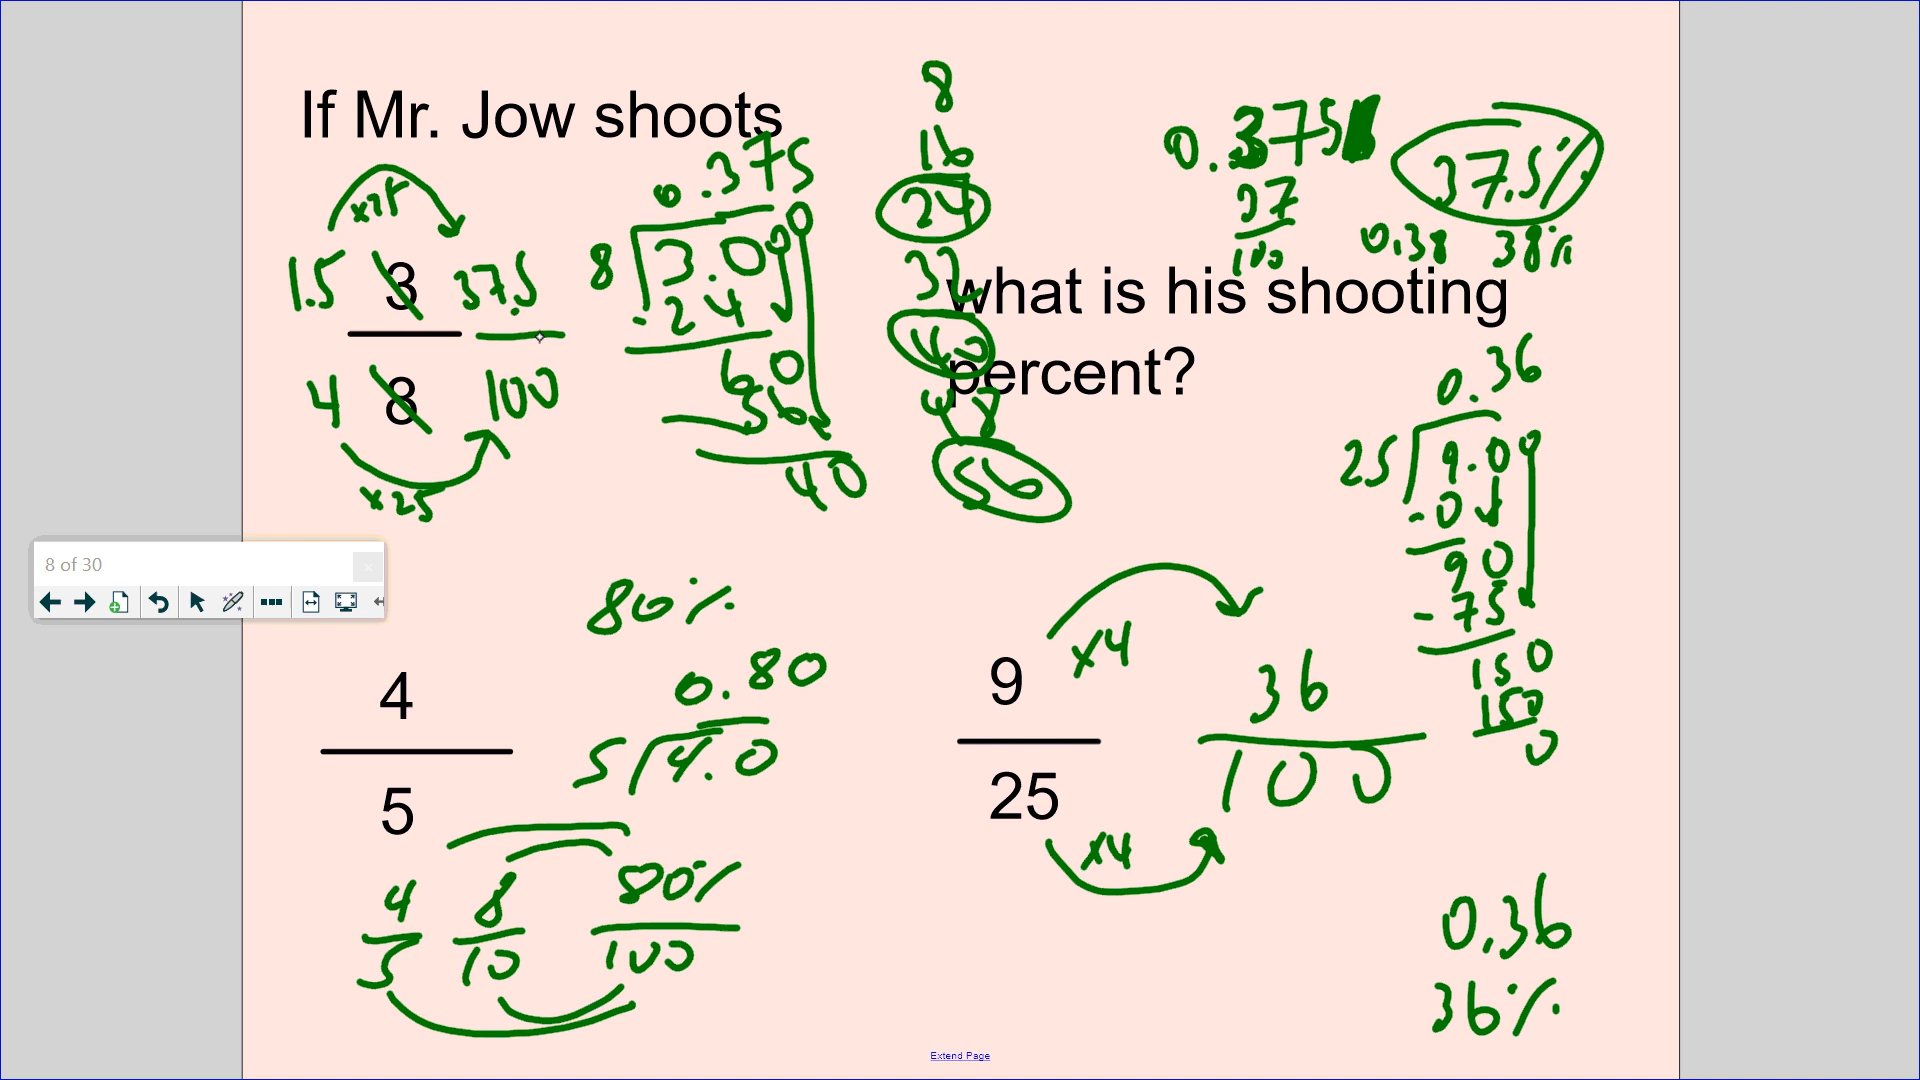 If Mr. Jow shoots
what is his shooting
percent?
x25
1.5 3 37.5
4 8 100
x25
0.375
8 3.000
-24
60
56
40
8
16
24
32
40
48
56
0.375
37
100
37.5%
0.38 38%
8 of 30
80%
0.80
5 4.0
4
5
4 8 80%
5 10 100
9 x4 36
25 x4 100
0.36
25 9.00
-0
90
-75
150
150
0
0.36
36%
Extend Page